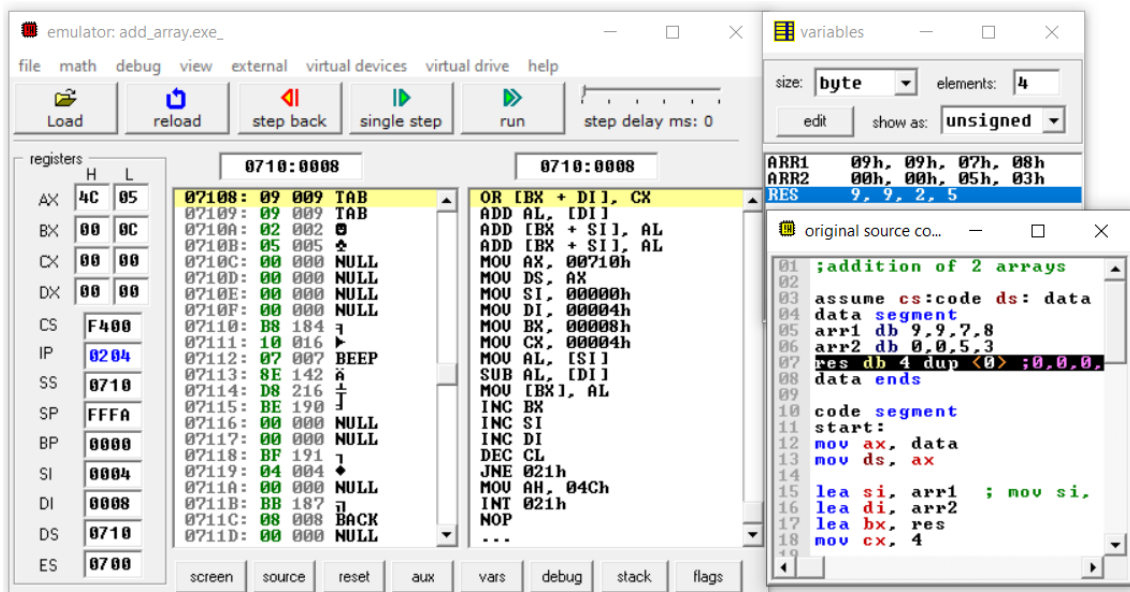 emulator: add_array.exe_
file math debug view external virtual devices virtual drive help
Load reload step back single step run step delay ms: 0
registers
H L
AX 4C 05
BX 00 0C
CX 00 00
DX 00 00
CS F400
IP 0204
SS 0710
SP FFFA
BP 0000
SI 0004
DI 0008
DS 0710
ES 0700
0710:0008
07108: 09 009 TAB
07109: 09 009 TAB
0710A: 02 002
0710B: 05 005 ♣
0710C: 00 000 NULL
0710D: 00 000 NULL
0710E: 00 000 NULL
0710F: 00 000 NULL
07110: B8 184 ╕
07111: 10 016 ►
07112: 07 007 BEEP
07113: 8E 142 Ä
07114: D8 216 ╪
07115: BE 190 ╛
07116: 00 000 NULL
07117: 00 000 NULL
07118: BF 191 ┐
07119: 04 004 ♦
0711A: 00 000 NULL
0711B: BB 187 ╗
0711C: 08 008 BACK
0711D: 00 000 NULL
0710:0008
OR [BX + DI], CX
ADD AL, [DI]
ADD [BX + SI], AL
ADD [BX + SI], AL
MOV AX, 00710h
MOV DS, AX
MOV SI, 00000h
MOV DI, 00004h
MOV BX, 00008h
MOV CX, 00004h
MOV AL, [SI]
SUB AL, [DI]
MOV [BX], AL
INC BX
INC SI
INC DI
DEC CL
JNE 021h
MOV AH, 04Ch
INT 021h
NOP
...
screen source reset aux vars debug stack flags
variables
size: byte elements: 4
edit show as: unsigned
ARR1 09h, 09h, 07h, 08h
ARR2 00h, 00h, 05h, 03h
RES 9, 9, 2, 5
original source co...
01 ;addition of 2 arrays
02
03 assume cs:code ds: data
04 data segment
05 arr1 db 9,9,7,8
06 arr2 db 0,0,5,3
07 res db 4 dup <0> ;0,0,0,
08 data ends
09
10 code segment
11 start:
12 mov ax, data
13 mov ds, ax
14
15 lea si, arr1 ; mov si,
16 lea di, arr2
17 lea bx, res
18 mov cx, 4
19